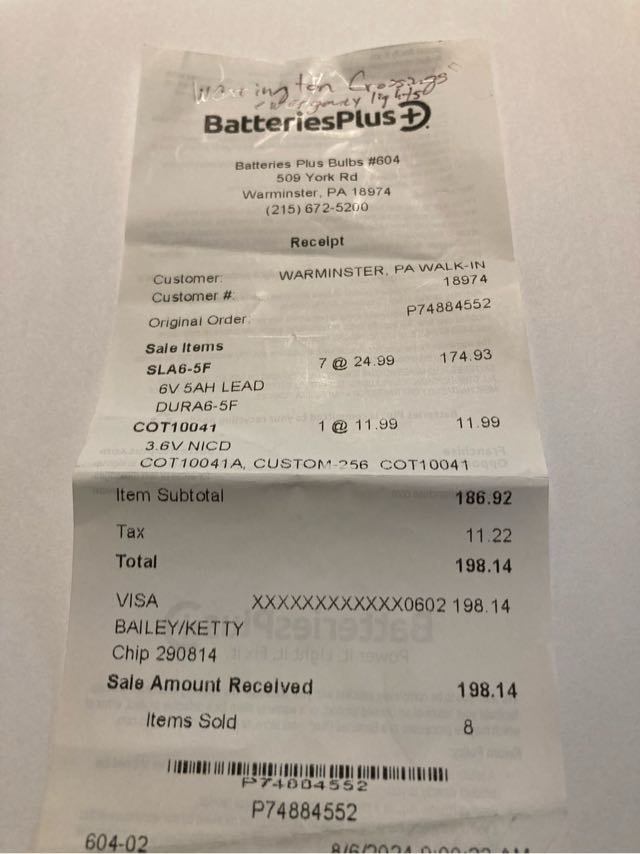 Warrington Crossings"
emergency lights
BatteriesPlus+
Batteries Plus Bulbs #604
509 York Rd
Warminster, PA 18974
(215) 672-5200
Receipt
Customer: WARMINSTER, PA WALK-IN
Customer #: 18974
Original Order: P74884552
Sale Items
SLA6-5F 7 @ 24.99 174.93
6V 5AH LEAD
DURA6-5F
COT10041 1 @ 11.99 11.99
3.6V NICD
COT10041A, CUSTOM-256 COT10041
Item Subtotal 186.92
Tax 11.22
Total 198.14
VISA XXXXXXXXXXXX0602 198.14
BAILEY/KETTY
Chip 290814
Sale Amount Received 198.14
Items Sold 8
P74884552
P74884552
604-02 8/6/2024